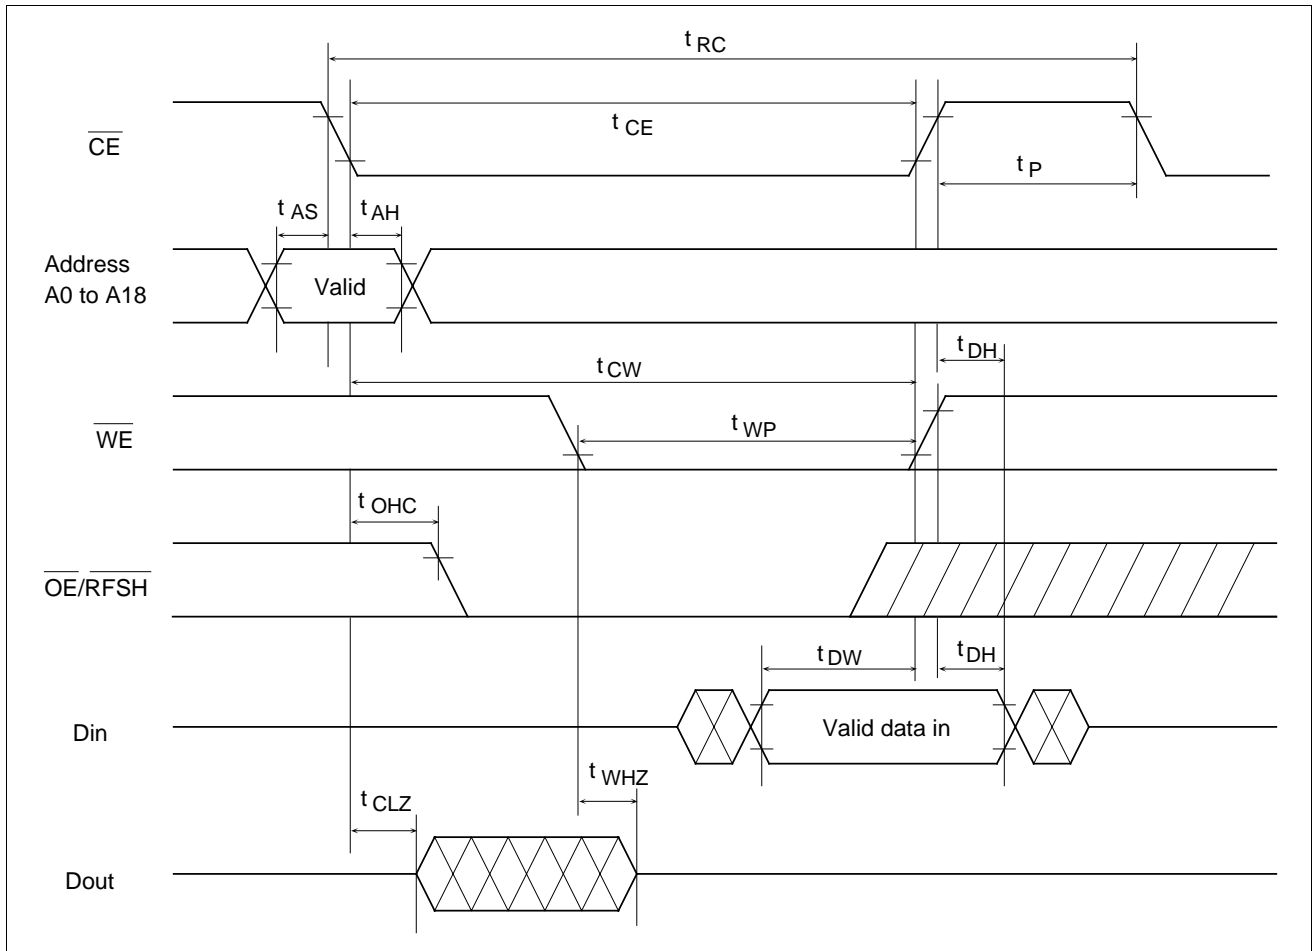 t RC
CE
t CE
t P
t AS
t AH
Address
A0 to A18
Valid
t DH
t CW
WE
t WP
t OHC
OE/RFSH
t DW
t DH
Din
Valid data in
t WHZ
t CLZ
Dout